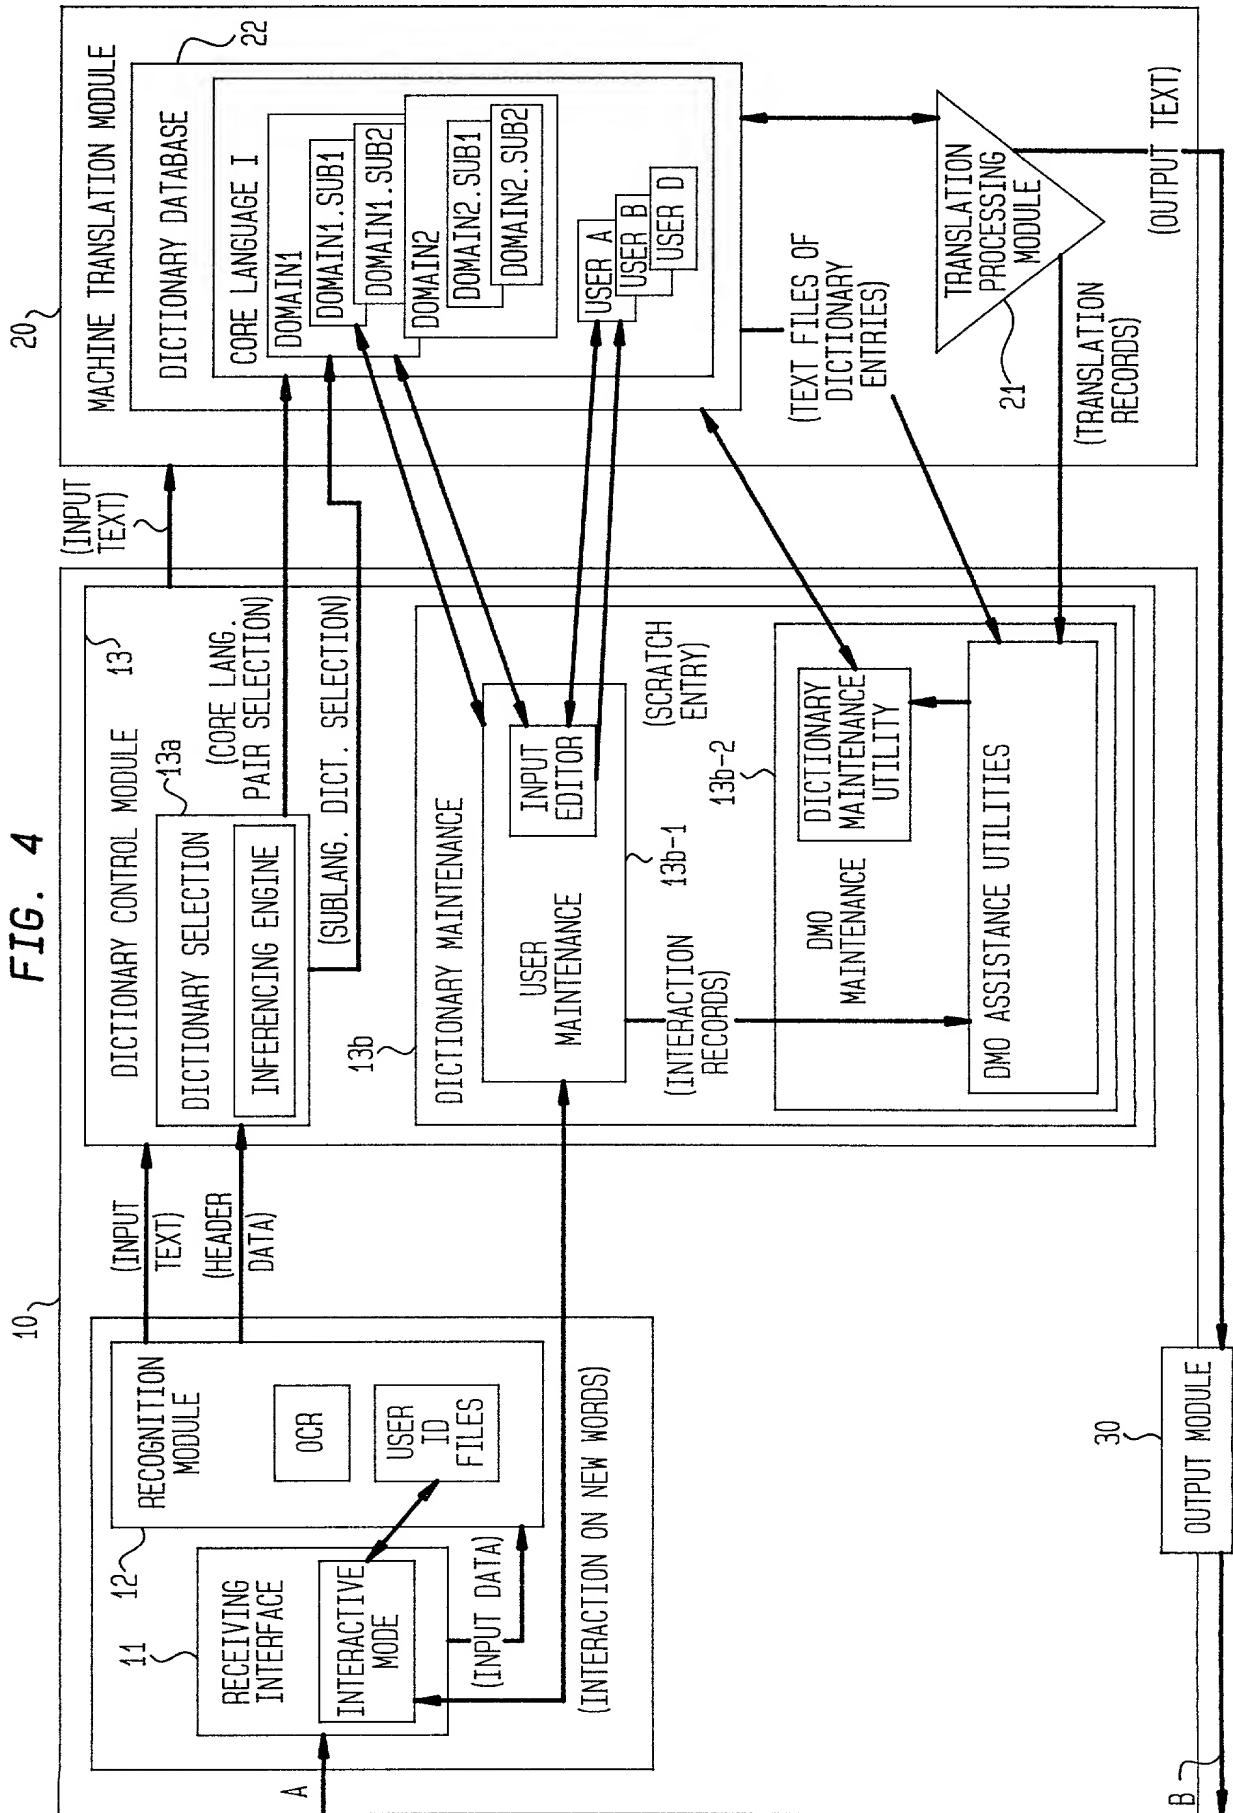 FIG. 4
10
A
11
RECEIVING
INTERFACE
INTERACTIVE
MODE
(INPUT DATA)
12
RECOGNITION
MODULE
OCR
USER
ID
FILES
(INTERACTION ON NEW WORDS)
(INPUT
TEXT)
(HEADER
DATA)
DICTIONARY CONTROL MODULE
13
13a
DICTIONARY SELECTION
INFERENCING ENGINE
(CORE LANG.
PAIR SELECTION)
(SUBLANG. DICT. SELECTION)
13b
DICTIONARY MAINTENANCE
USER
MAINTENANCE
INPUT
EDITOR
(SCRATCH
ENTRY)
13b-1
(INTERACTION
RECORDS)
13b-2
DMO
MAINTENANCE
DICTIONARY
MAINTENANCE
UTILITY
DMO ASSISTANCE UTILITIES
(INPUT
TEXT)
20
MACHINE TRANSLATION MODULE
22
DICTIONARY DATABASE
CORE LANGUAGE I
DOMAIN1
DOMAIN1.SUB1
DOMAIN1.SUB2
DOMAIN2
DOMAIN2.SUB1
DOMAIN2.SUB2
USER A
USER B
USER D
(TEXT FILES OF
DICTIONARY
ENTRIES)
TRANSLATION
PROCESSING
MODULE
21
(TRANSLATION
RECORDS)
(OUTPUT TEXT)
30
OUTPUT MODULE
B